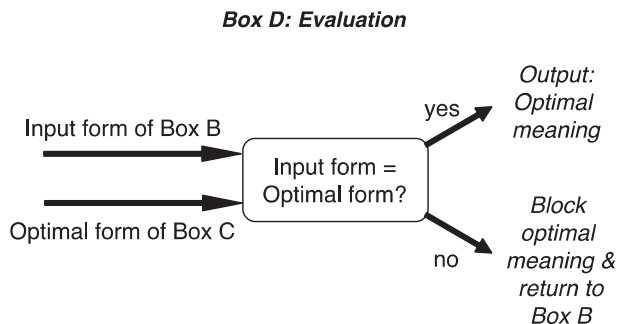 Box D: Evaluation
Input form of Box B
Optimal form of Box C
Input form =
Optimal form?
yes
no
Output:
Optimal
meaning
Block
optimal
meaning &
return to
Box B